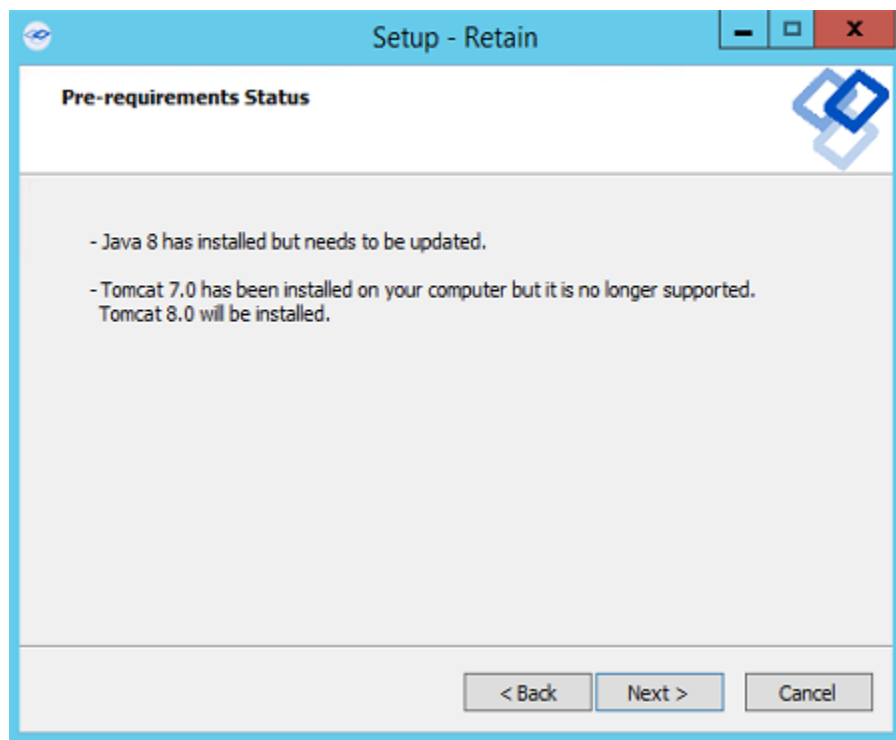 Setup - Retain
Pre-requirements Status
- Java 8 has installed but needs to be updated.
- Tomcat 7.0 has been installed on your computer but it is no longer supported.
Tomcat 8.0 will be installed.
< Back Next > Cancel